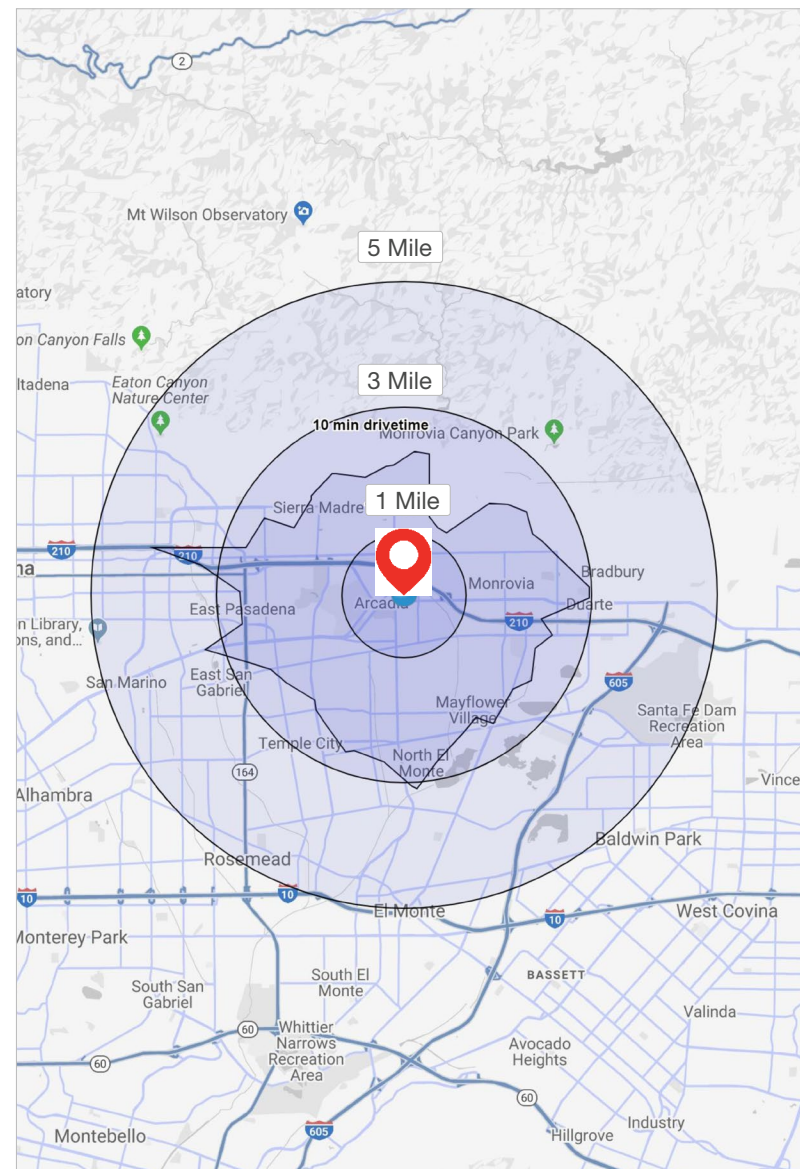 2
Mt Wilson Observatory
5 Mile
atory
on Canyon Falls
3 Mile
ltadena
Eaton Canyon
Nature Center
10 min drivetime
Monrovia Canyon Park
1 Mile
Sierra Madre
210
210
na
Bradbury
Monrovia
East Pasadena
Arcadia
Duarte
210
n Library,
ons, and...
East San
Gabriel
San Marino
605
Mayflower
Village
Santa Fe Dam
Recreation
Area
Temple City
North El
Monte
164
Vince
Alhambra
Baldwin Park
Rosemead
10
10
El Monte
10
West Covina
Monterey Park
South San
Gabriel
South El
Monte
BASSETT
Valinda
60
Whittier
Narrows
Recreation
Area
Avocado
Heights
60
60
Industry
Montebello
605
Hillgrove